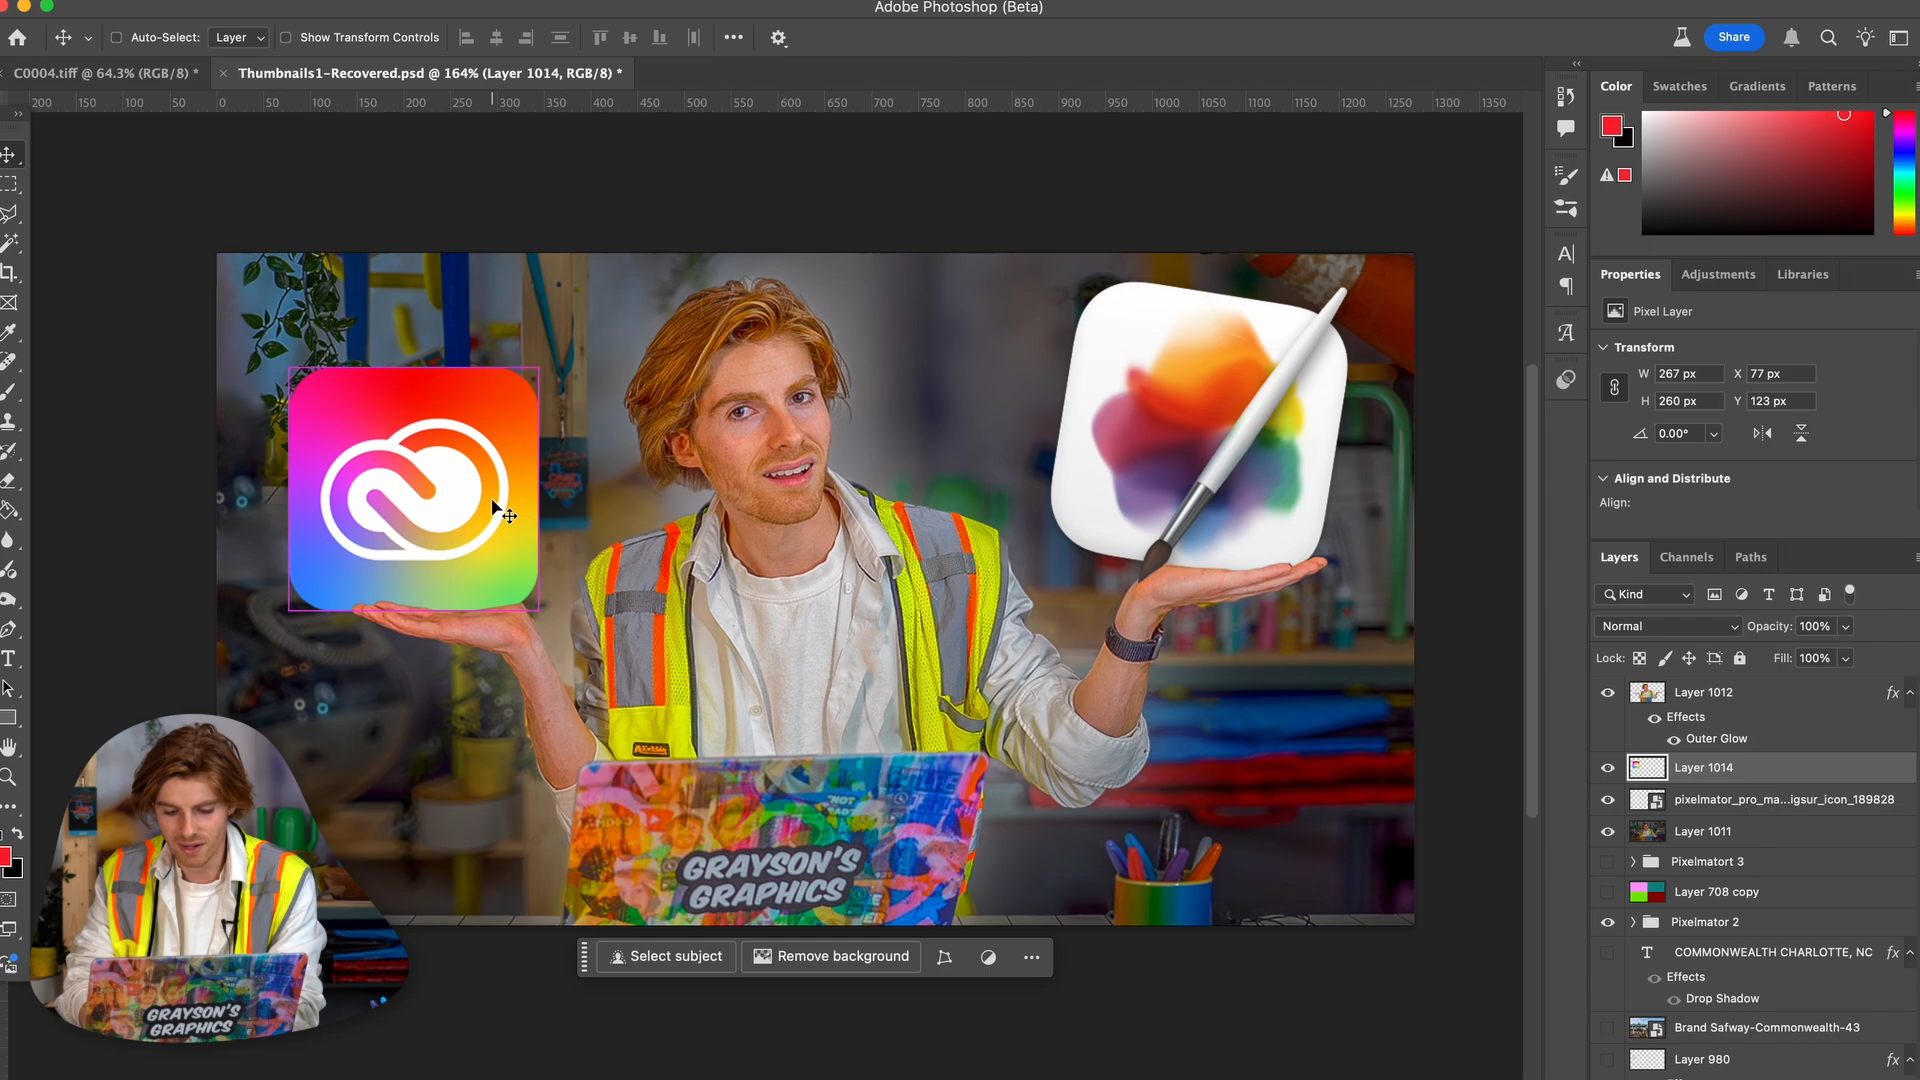 Adobe Photoshop (Beta)
Auto-Select: Layer Show Transform Controls
Share
C0004.tiff @ 64.3% (RGB/8) *
Thumbnails1-Recovered.psd @ 164% (Layer 1014, RGB/8) *
200 150 100 50 0 50 100 150 200 250 300 350 400 450 500 550 600 650 700 750 800 850 900 950 1000 1050 1100 1150 1200 1250 1300 1350
Color Swatches Gradients Patterns
Properties Adjustments Libraries
Pixel Layer
Transform
W 267 px X 77 px
H 260 px Y 123 px
0.00°
Align and Distribute
Align:
Layers Channels Paths
Kind
Normal Opacity: 100%
Lock: Fill: 100%
Layer 1012 fx
Effects
Outer Glow
Layer 1014
pixelmator_pro_ma...igsur_icon_189828
Layer 1011
Pixelmatort 3
Layer 708 copy
Pixelmator 2
COMMONWEALTH CHARLOTTE, NC fx
Effects
Drop Shadow
Brand Safway-Commonwealth-43
Layer 980 fx
GRAYSON'S
GRAPHICS
Select subject
Remove background
GRAYSON'S
GRAPHICS